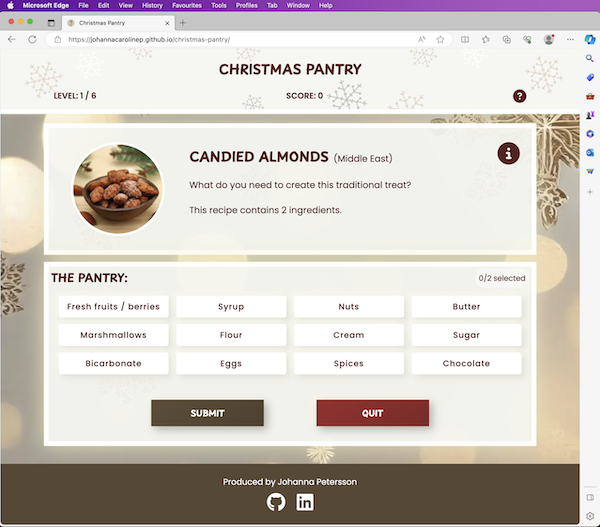 Microsoft Edge File Edit View History Favourites Tools Profiles Tab Window Help
Christmas Pantry
https://johannacarolinep.github.io/christmas-pantry/
CHRISTMAS PANTRY
LEVEL: 1 / 6 SCORE: 0 ?
CANDIED ALMONDS (Middle East)
What do you need to create this traditional treat?
This recipe contains 2 ingredients.
THE PANTRY: 0/2 selected
Fresh fruits / berries Syrup Nuts Butter
Marshmallows Flour Cream Sugar
Bicarbonate Eggs Spices Chocolate
SUBMIT QUIT
Produced by Johanna Petersson
in